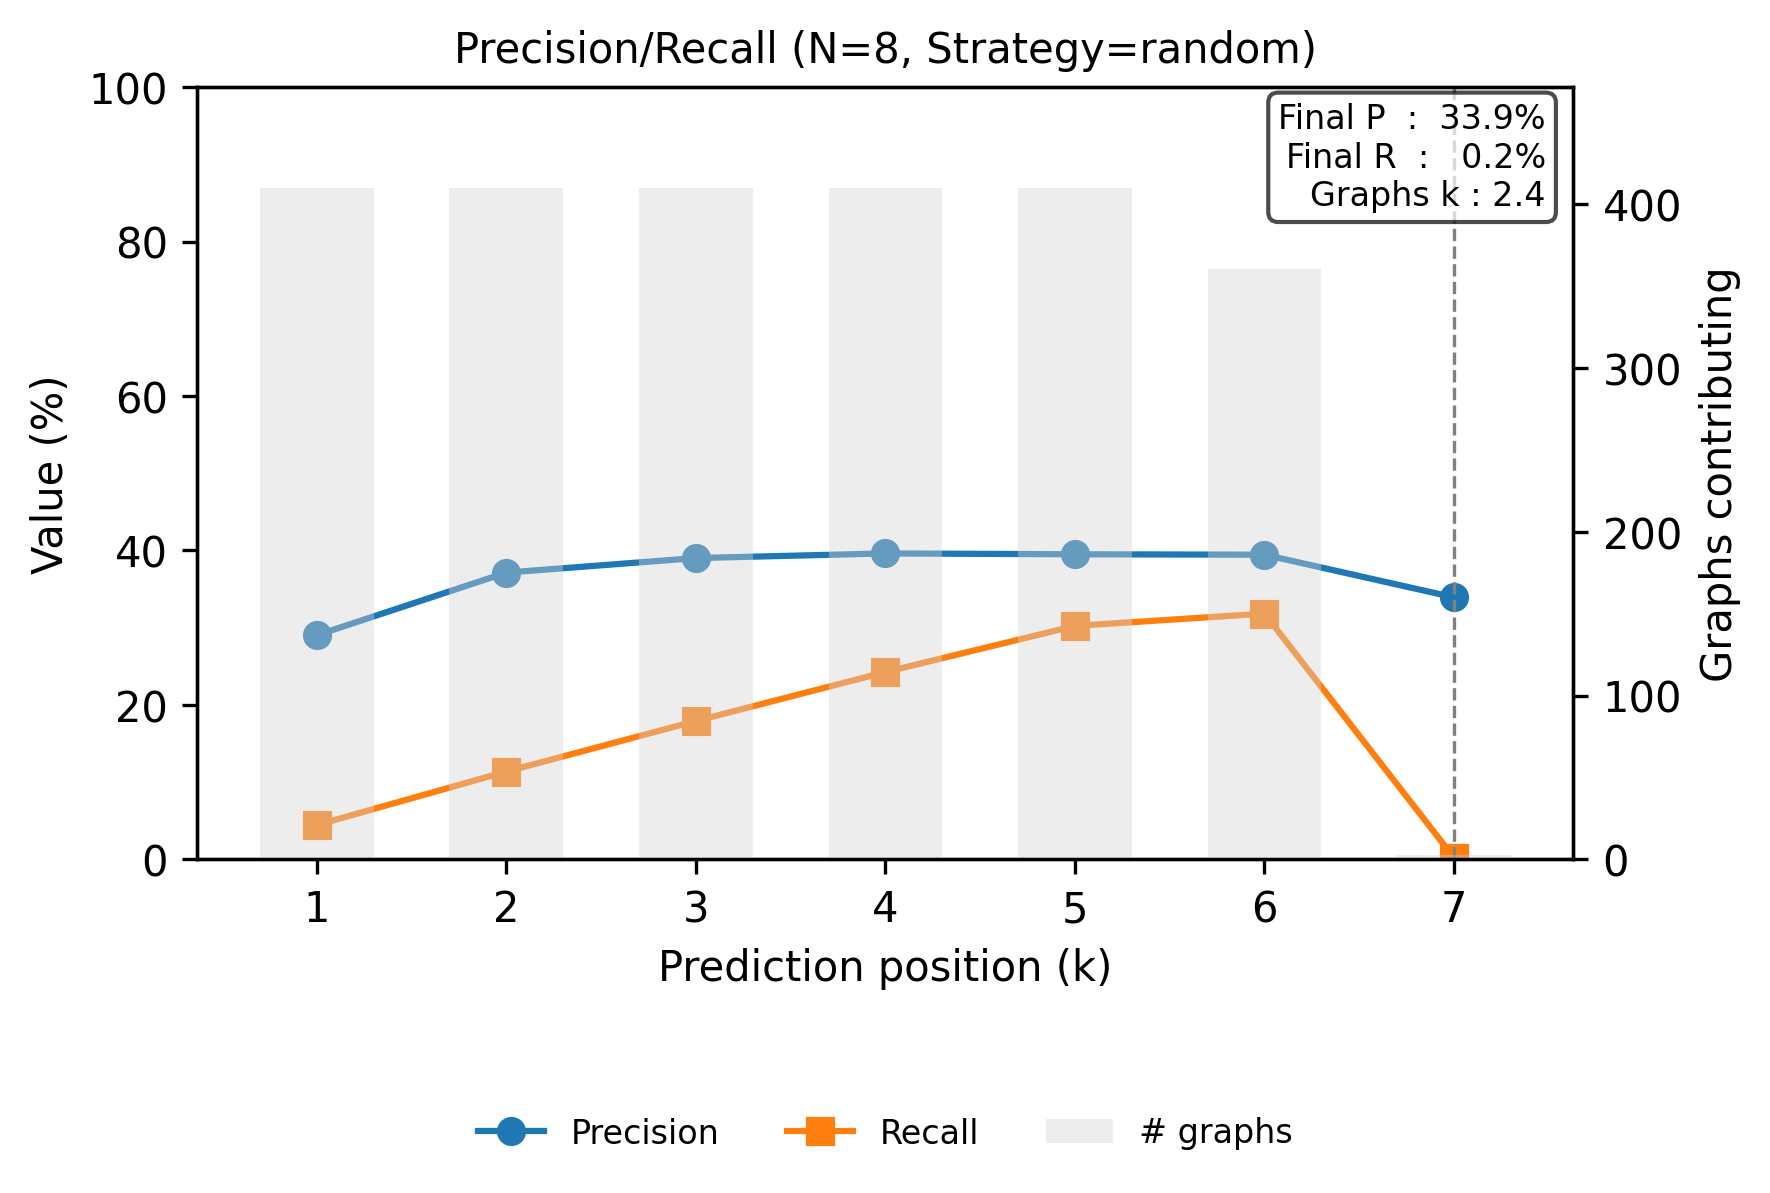 Precision/Recall (N=8, Strategy=random)
Final P : 33.9%
Final R : 0.2%
Graphs k : 2.4
100
80
60
40
20
0
Value (%)
400
300
200
100
0
Graphs contributing
1 2 3 4 5 6 7
Prediction position (k)
Precision Recall # graphs